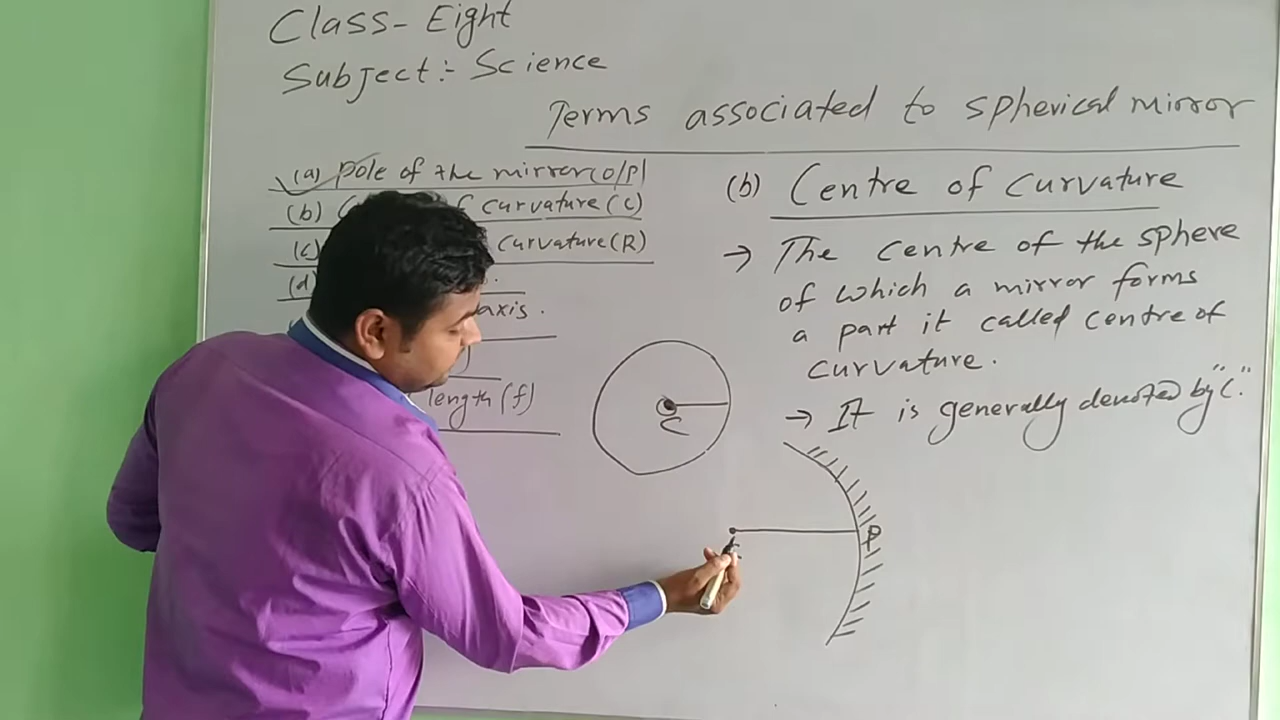 Class- Eight
Subject:- Science
Terms associated to spherical mirror
(a) pole of the mirror (O/P)
(b) curvature (C)
(c) curvature (R)
(d)
axis.
length (f)
(b) Centre of curvature
→ The centre of the sphere
of which a mirror forms
a part it called centre of
curvature.
→ It is generally denoted by "C".
C
P